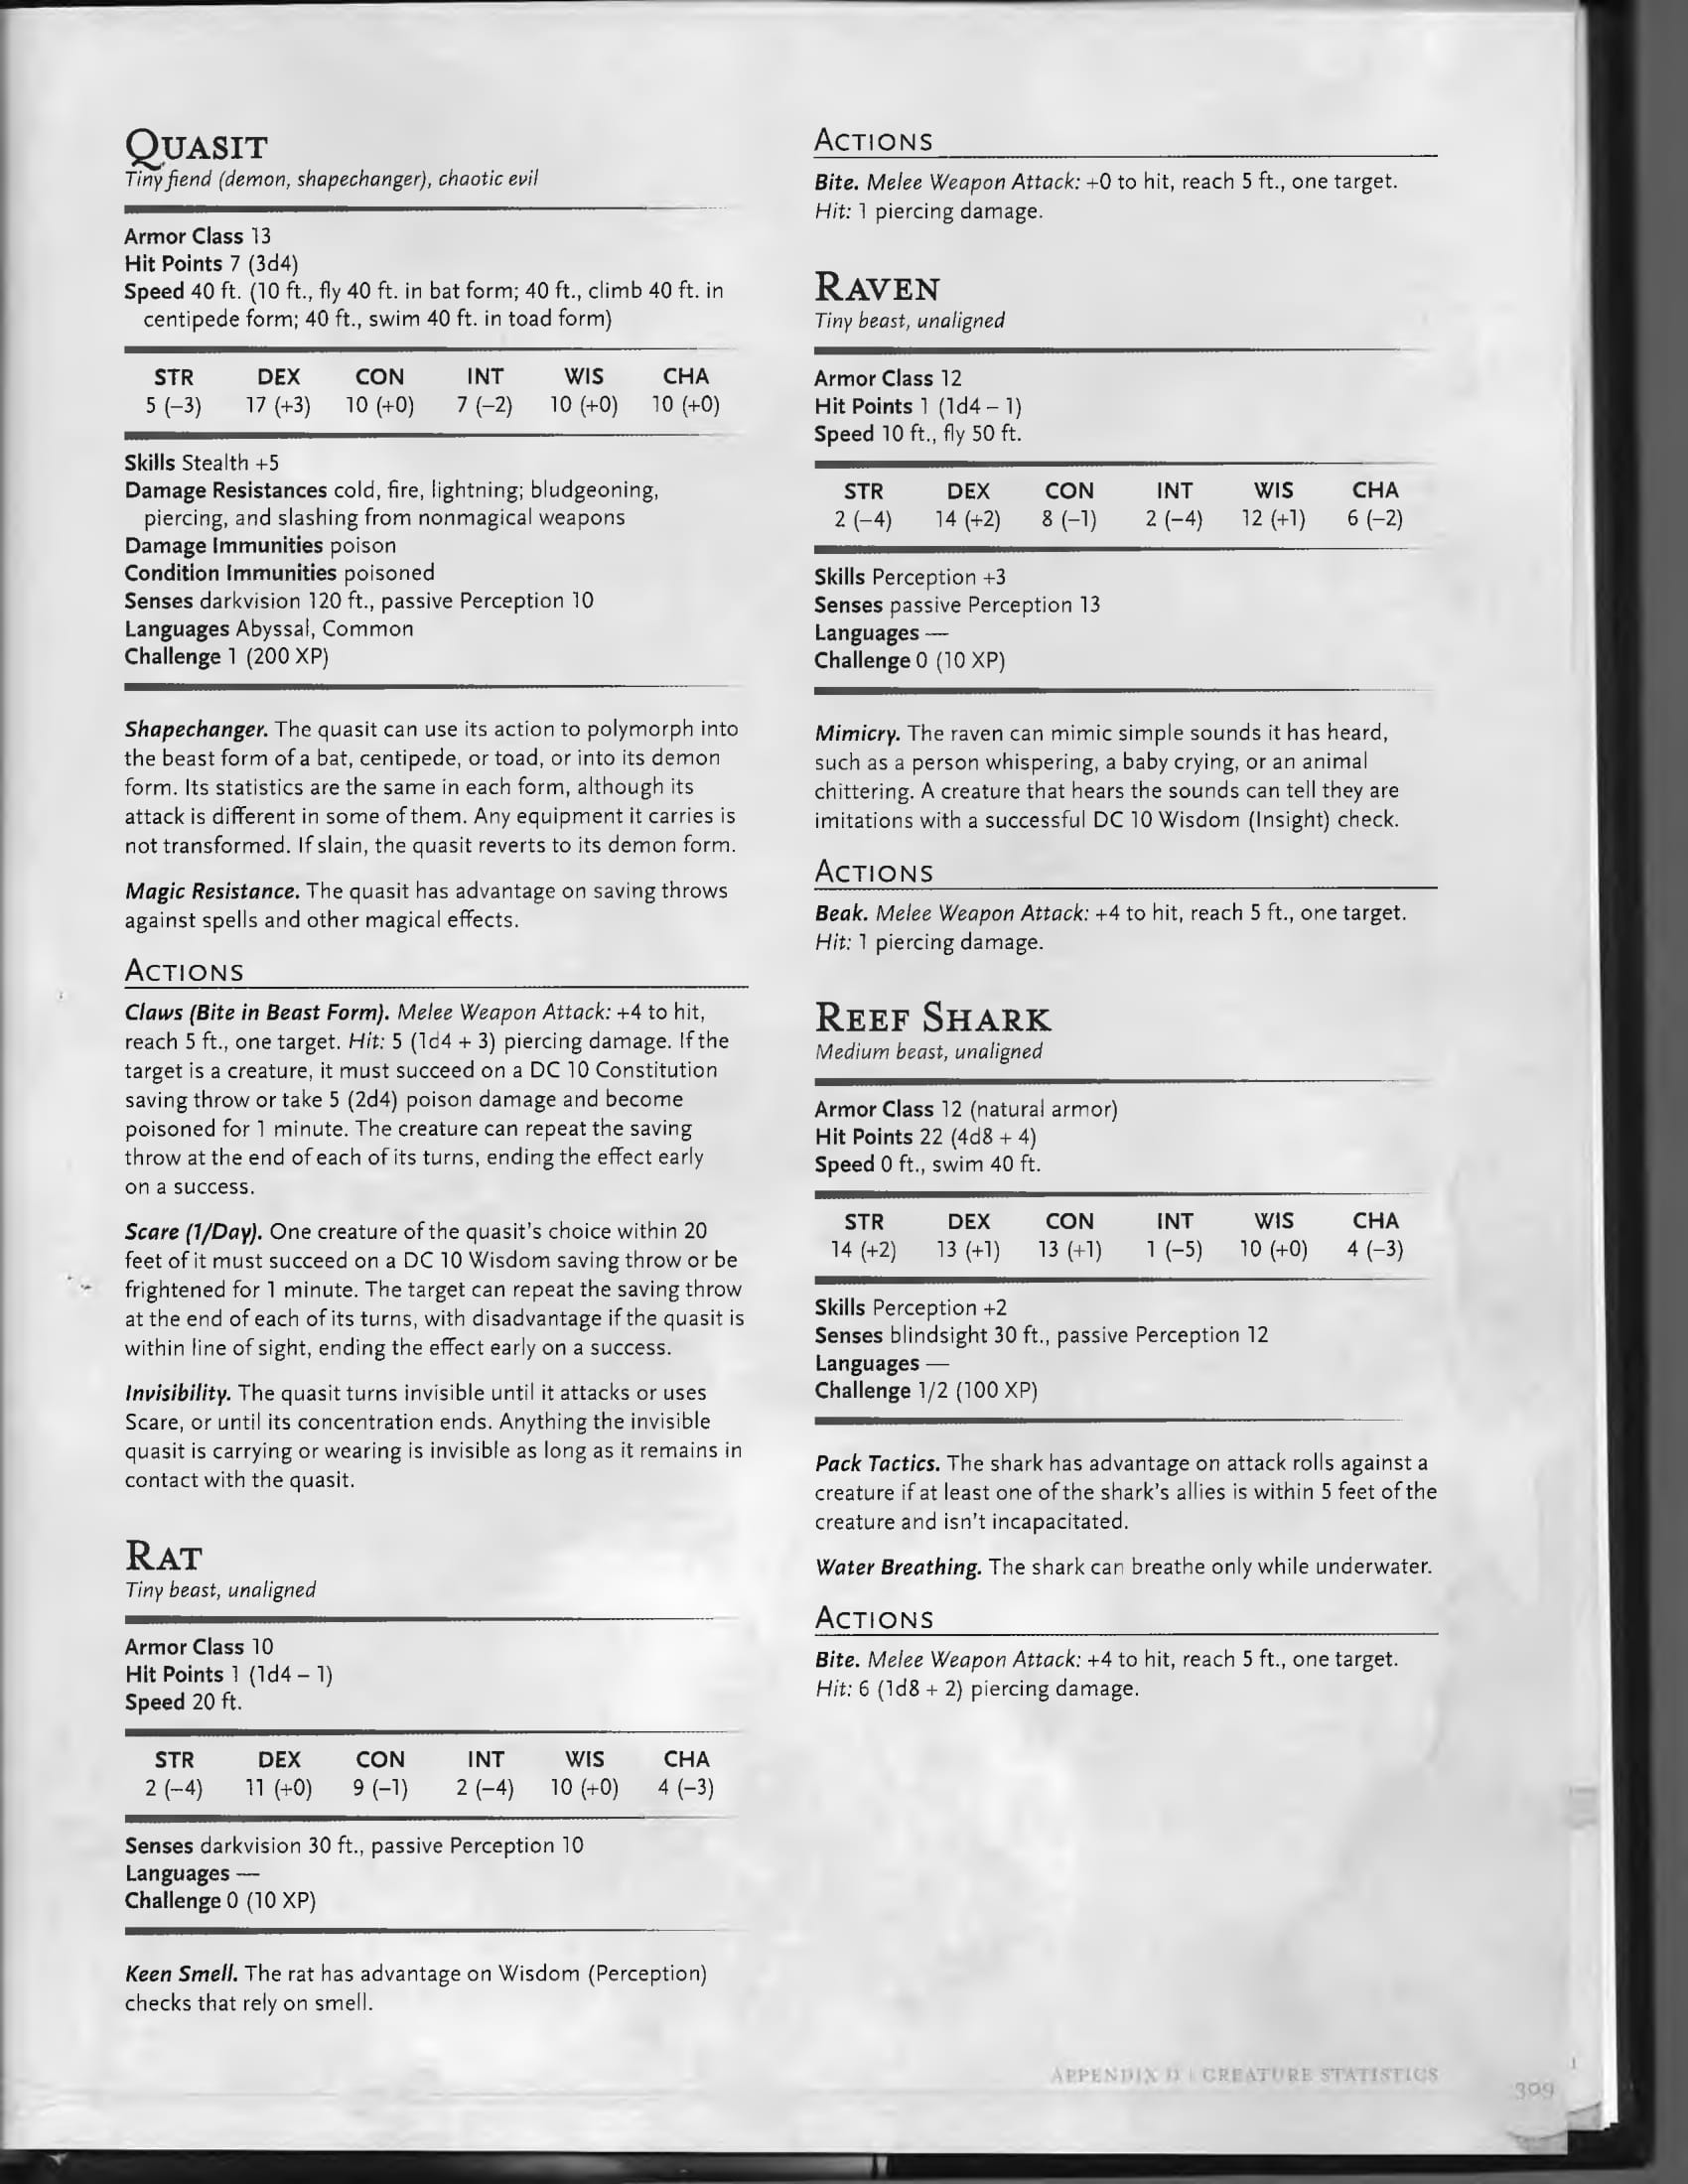 QUASIT
Tiny fiend (demon, shapechanger), chaotic evil
Armor Class 13
Hit Points 7 (3d4)
Speed 40 ft. (10 ft., fly 40 ft. in bat form; 40 ft., climb 40 ft. in
centipede form; 40 ft., swim 40 ft. in toad form)
STR DEX CON INT WIS CHA
5 (–3) 17 (+3) 10 (+0) 7 (–2) 10 (+0) 10 (+0)
Skills Stealth +5
Damage Resistances cold, fire, lightning; bludgeoning,
piercing, and slashing from nonmagical weapons
Damage Immunities poison
Condition Immunities poisoned
Senses darkvision 120 ft., passive Perception 10
Languages Abyssal, Common
Challenge 1 (200 XP)
Shapechanger. The quasit can use its action to polymorph into
the beast form of a bat, centipede, or toad, or into its demon
form. Its statistics are the same in each form, although its
attack is different in some of them. Any equipment it carries is
not transformed. If slain, the quasit reverts to its demon form.
Magic Resistance. The quasit has advantage on saving throws
against spells and other magical effects.
ACTIONS
Claws (Bite in Beast Form). Melee Weapon Attack: +4 to hit,
reach 5 ft., one target. Hit: 5 (1d4 + 3) piercing damage. If the
target is a creature, it must succeed on a DC 10 Constitution
saving throw or take 5 (2d4) poison damage and become
poisoned for 1 minute. The creature can repeat the saving
throw at the end of each of its turns, ending the effect early
on a success.
Scare (1/Day). One creature of the quasit's choice within 20
feet of it must succeed on a DC 10 Wisdom saving throw or be
frightened for 1 minute. The target can repeat the saving throw
at the end of each of its turns, with disadvantage if the quasit is
within line of sight, ending the effect early on a success.
Invisibility. The quasit turns invisible until it attacks or uses
Scare, or until its concentration ends. Anything the invisible
quasit is carrying or wearing is invisible as long as it remains in
contact with the quasit.
RAT
Tiny beast, unaligned
Armor Class 10
Hit Points 1 (1d4 – 1)
Speed 20 ft.
STR DEX CON INT WIS CHA
2 (–4) 11 (+0) 9 (–1) 2 (–4) 10 (+0) 4 (–3)
Senses darkvision 30 ft., passive Perception 10
Languages —
Challenge 0 (10 XP)
Keen Smell. The rat has advantage on Wisdom (Perception)
checks that rely on smell.
ACTIONS
Bite. Melee Weapon Attack: +0 to hit, reach 5 ft., one target.
Hit: 1 piercing damage.
RAVEN
Tiny beast, unaligned
Armor Class 12
Hit Points 1 (1d4 – 1)
Speed 10 ft., fly 50 ft.
STR DEX CON INT WIS CHA
2 (–4) 14 (+2) 8 (–1) 2 (–4) 12 (+1) 6 (–2)
Skills Perception +3
Senses passive Perception 13
Languages —
Challenge 0 (10 XP)
Mimicry. The raven can mimic simple sounds it has heard,
such as a person whispering, a baby crying, or an animal
chittering. A creature that hears the sounds can tell they are
imitations with a successful DC 10 Wisdom (Insight) check.
ACTIONS
Beak. Melee Weapon Attack: +4 to hit, reach 5 ft., one target.
Hit: 1 piercing damage.
REEF SHARK
Medium beast, unaligned
Armor Class 12 (natural armor)
Hit Points 22 (4d8 + 4)
Speed 0 ft., swim 40 ft.
STR DEX CON INT WIS CHA
14 (+2) 13 (+1) 13 (+1) 1 (–5) 10 (+0) 4 (–3)
Skills Perception +2
Senses blindsight 30 ft., passive Perception 12
Languages —
Challenge 1/2 (100 XP)
Pack Tactics. The shark has advantage on attack rolls against a
creature if at least one of the shark's allies is within 5 feet of the
creature and isn't incapacitated.
Water Breathing. The shark can breathe only while underwater.
ACTIONS
Bite. Melee Weapon Attack: +4 to hit, reach 5 ft., one target.
Hit: 6 (1d8 + 2) piercing damage.
APPENDIX D | CREATURE STATISTICS
309